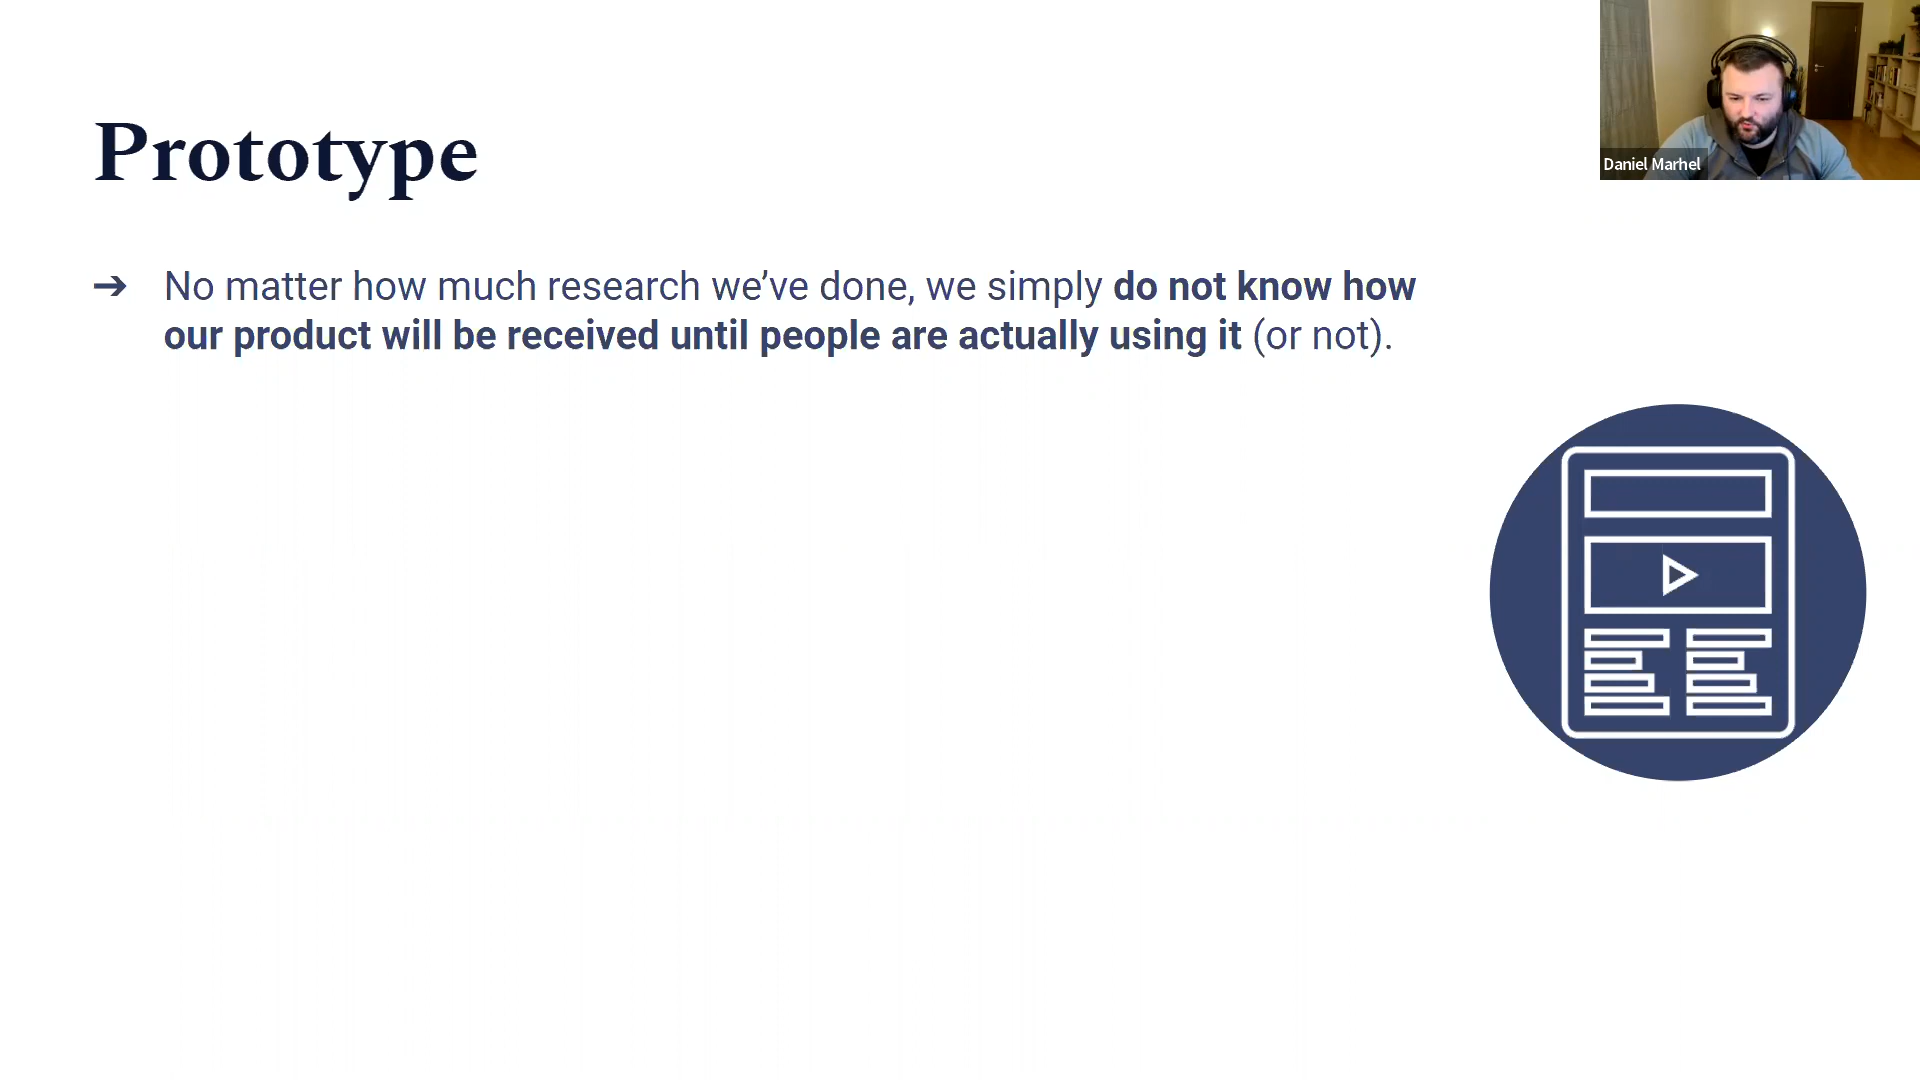 Prototype
➔ No matter how much research we’ve done, we simply do not know how
our product will be received until people are actually using it (or not).
Daniel Marhel